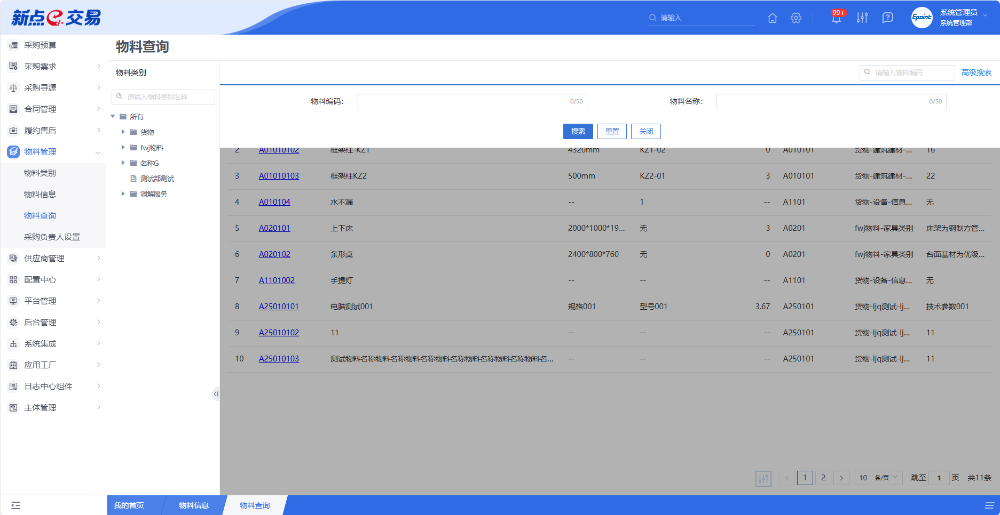 新点e交易
请输入
99+
Epoint
系统管理员
系统管理部
采购预算
采购需求
采购寻源
合同管理
履约售后
物料管理
物料类别
物料信息
物料查询
采购负责人设置
供应商管理
配置中心
平台管理
后台管理
系统集成
应用工厂
日志中心组件
主体管理
物料查询
物料类别
请输入物料类别名称
所有
货物
fwj物料
名称G
测试部测试
调解服务
请输入物料编码 高级搜索
物料编码： 0/50 物料名称： 0/50
搜索 重置 关闭
2 A01010102 框架柱-KZ1 4320mm KZ1-02 0 A010101 货物-建筑建材-... 16
3 A01010103 框架柱KZ2 500mm KZ2-01 3 A010101 货物-建筑建材-... 22
4 A010104 水不漏 -- 1 -- A1101 货物-设备-信息... 无
5 A020101 上下床 2000*1000*19... 无 3 A0201 fwj物料-家具类别 床架为钢制方管...
6 A020102 条形桌 2400*800*760 无 0 A0201 fwj物料-家具类别 台面基材为优级...
7 A1101002 手提灯 -- -- -- A1101 货物-设备-信息... 无
8 A25010101 电脑测试001 规格001 型号001 3.67 A250101 货物-ljq测试-lj... 技术参数001
9 A25010102 11 -- -- -- A250101 货物-ljq测试-lj... 11
10 A25010103 测试物料名称物料名称物料名称物料名称物料名称物料名称物料名... -- -- -- A250101 货物-ljq测试-lj... 11
1 2 10 条/页 跳至 1 页 共11条
我的首页 物料信息 物料查询